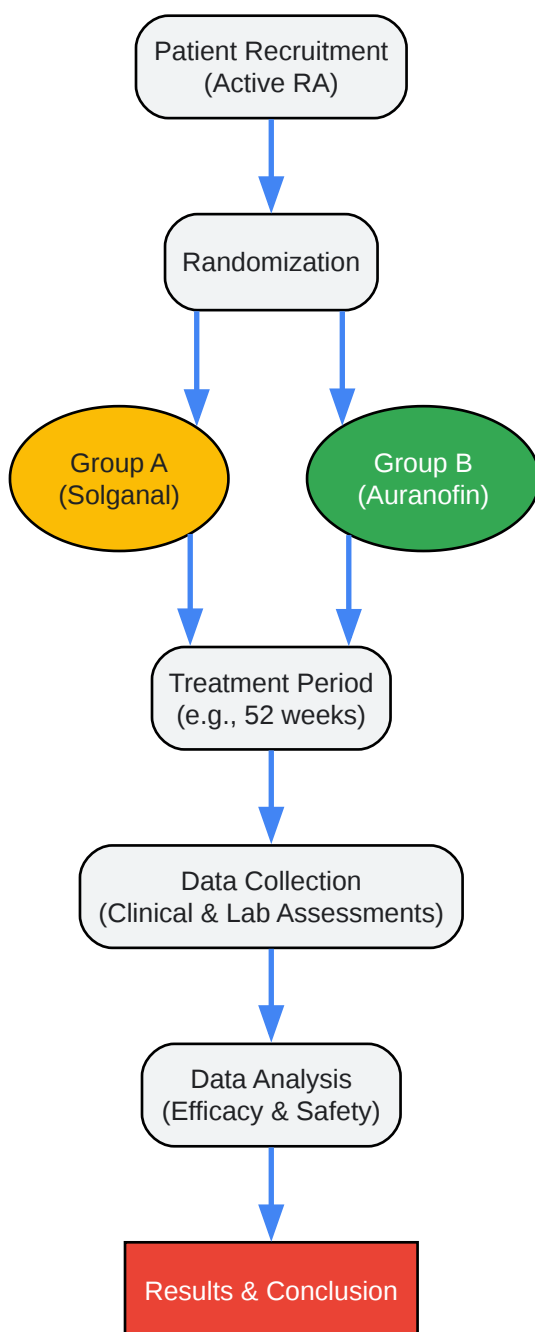 Patient Recruitment
(Active RA)
Randomization
Group A
(Solganal)
Group B
(Auranofin)
Treatment Period
(e.g., 52 weeks)
Data Collection
(Clinical & Lab Assessments)
Data Analysis
(Efficacy & Safety)
Results & Conclusion